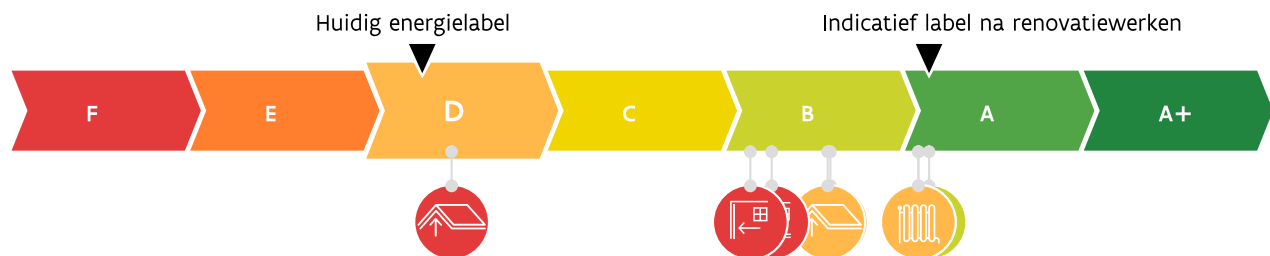 Huidig energielabel
Indicatief label na renovatiewerken
F E D C B A A+